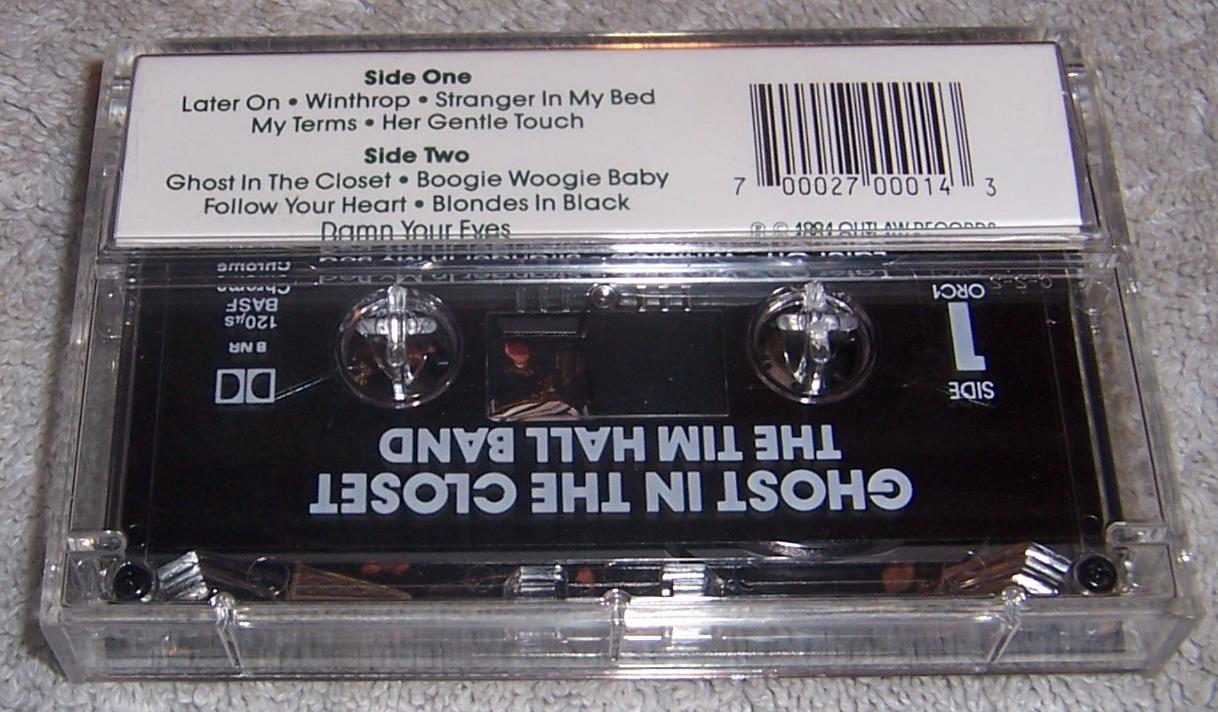 Side One
Later On • Winthrop • Stranger In My Bed
My Terms • Her Gentle Touch
Side Two
Ghost In The Closet • Boogie Woogie Baby
Follow Your Heart • Blondes In Black
Damn Your Eyes
7 00027 00014 3
OUTLAW RECORDS
GHOST IN THE CLOSET
THE TIM HALL BAND
SIDE
1
ORC1
B NR
120µs
BASF
Chrome